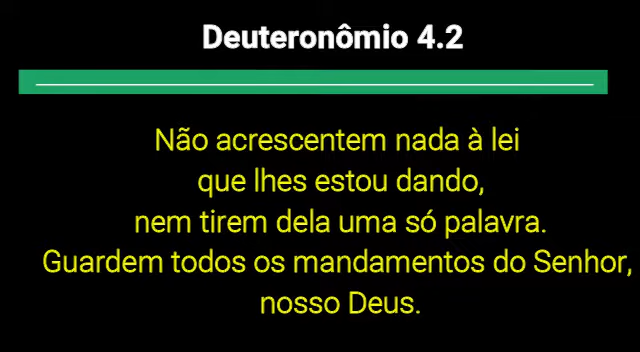 Deuteronômio 4.2
Não acrescentem nada à lei
que lhes estou dando,
nem tirem dela uma só palavra.
Guardem todos os mandamentos do Senhor,
nosso Deus.